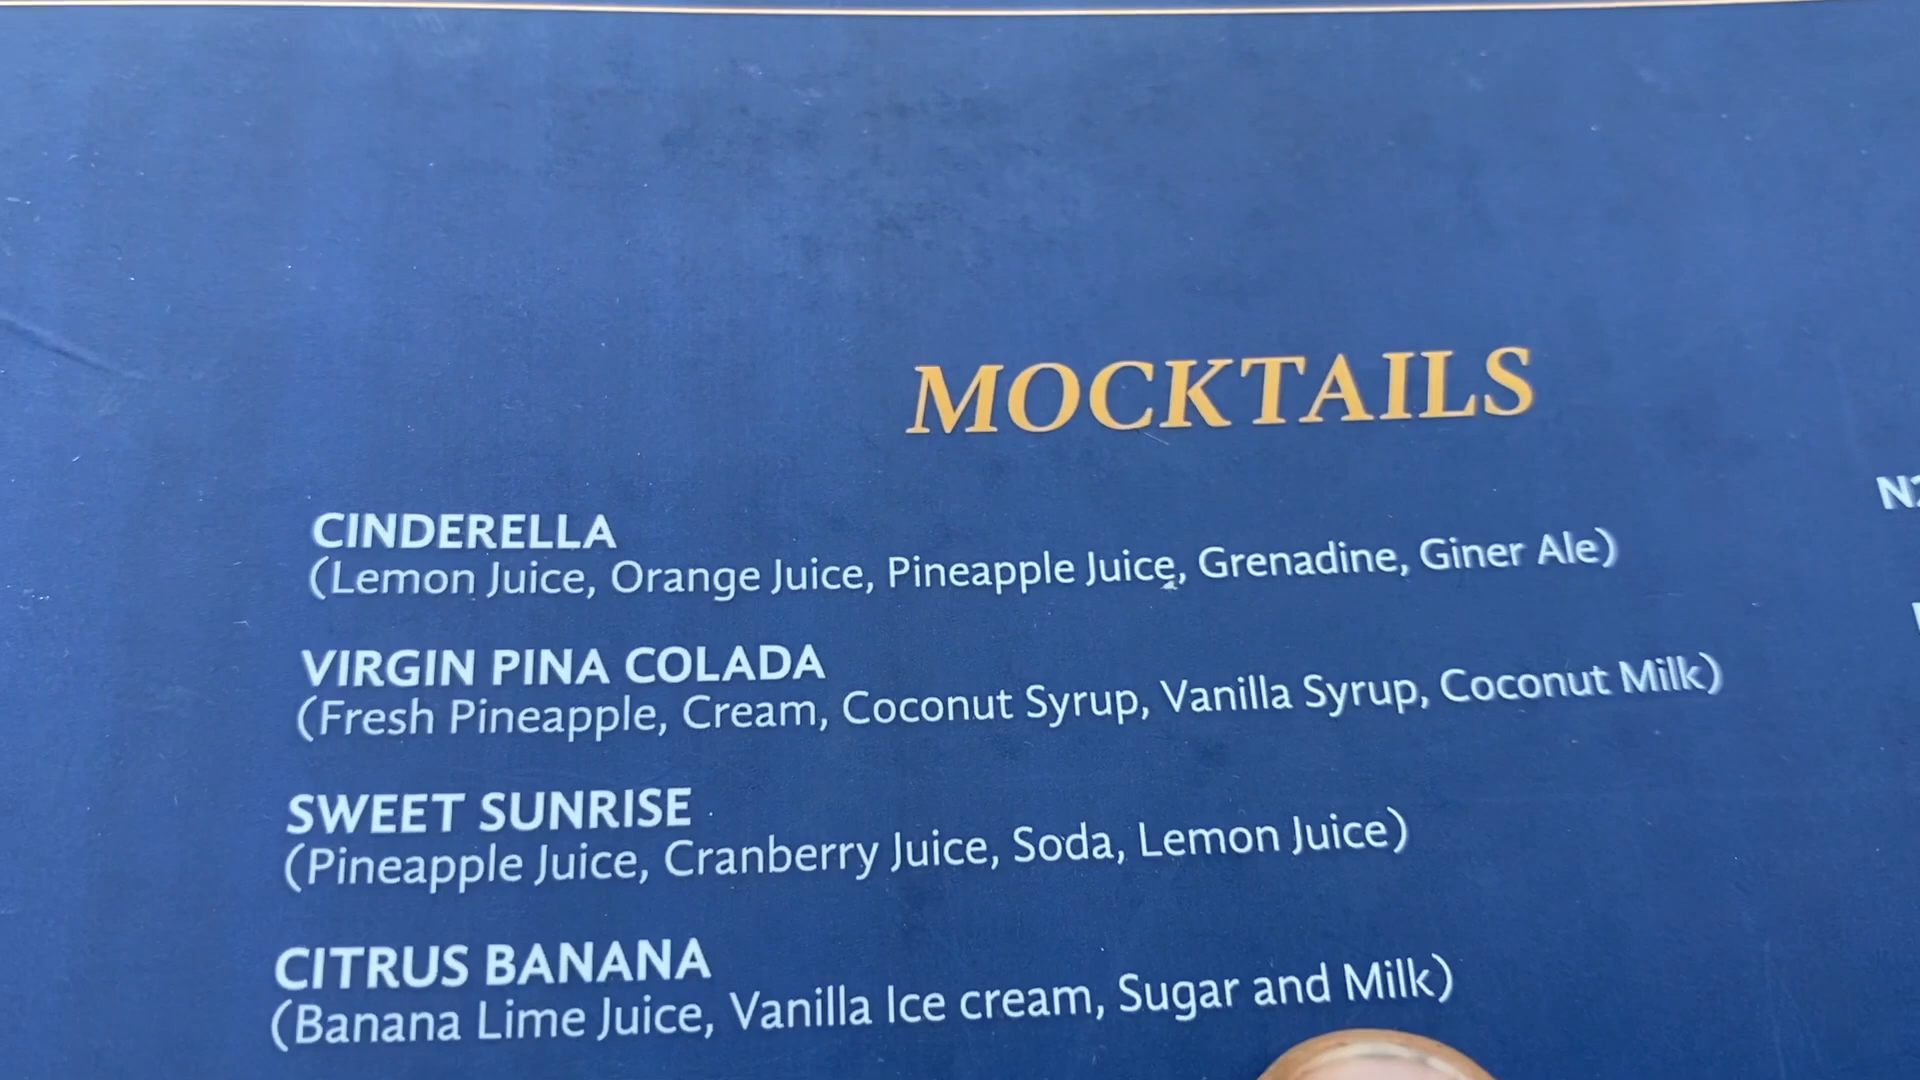 MOCKTAILS
CINDERELLA
(Lemon Juice, Orange Juice, Pineapple Juice, Grenadine, Giner Ale)
VIRGIN PINA COLADA
(Fresh Pineapple, Cream, Coconut Syrup, Vanilla Syrup, Coconut Milk)
SWEET SUNRISE
(Pineapple Juice, Cranberry Juice, Soda, Lemon Juice)
CITRUS BANANA
(Banana Lime Juice, Vanilla Ice cream, Sugar and Milk)